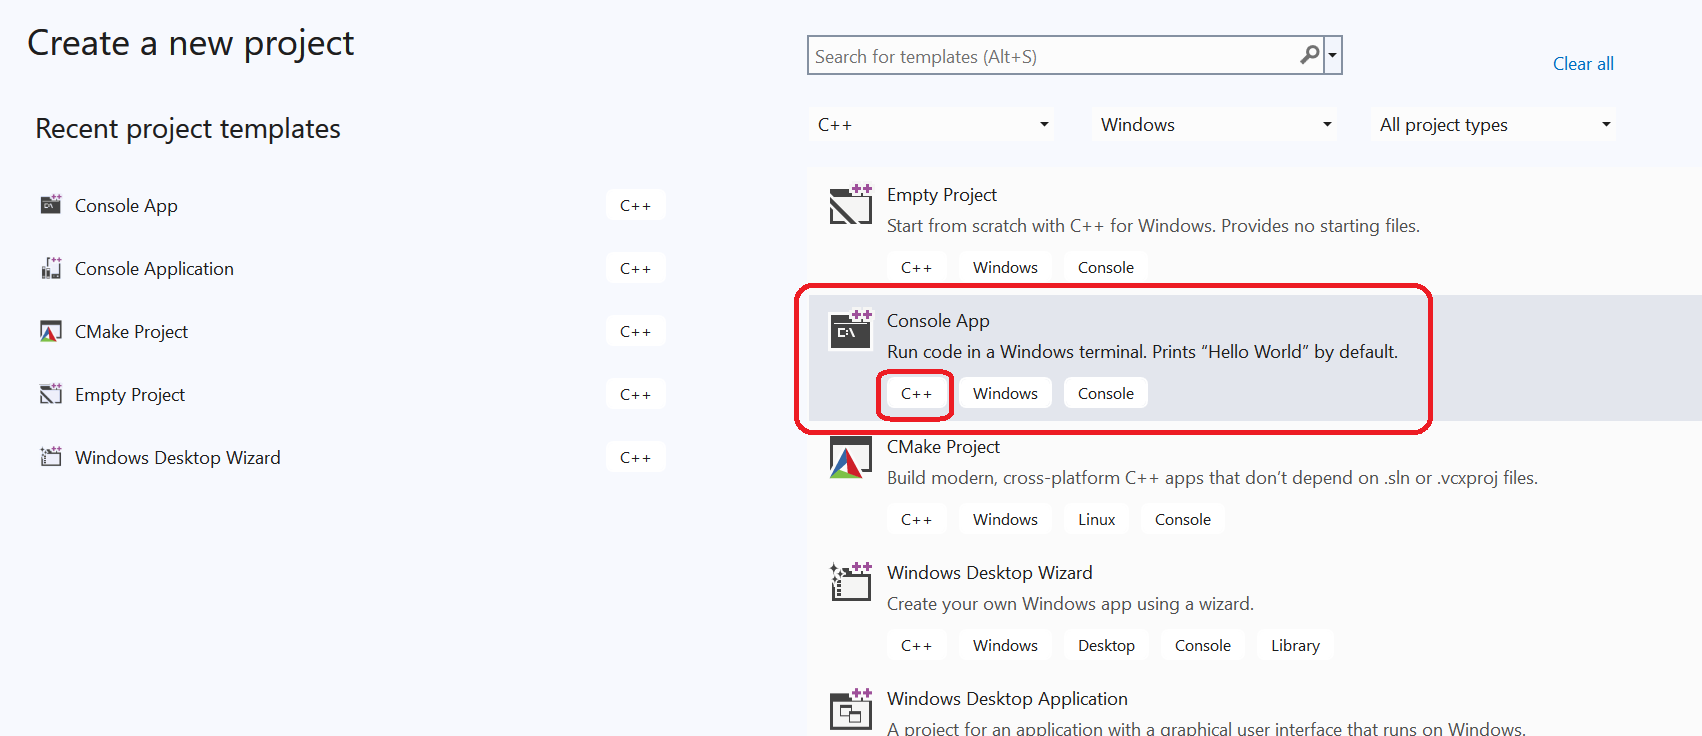 Create a new project
Search for templates (Alt+S)
Clear all
C++
Windows
All project types
Recent project templates
Console App
C++
Console Application
C++
CMake Project
C++
Empty Project
C++
Windows Desktop Wizard
C++
Empty Project
Start from scratch with C++ for Windows. Provides no starting files.
C++ Windows Console
C:\
Console App
Run code in a Windows terminal. Prints “Hello World” by default.
C++ Windows Console
CMake Project
Build modern, cross-platform C++ apps that don’t depend on .sln or .vcxproj files.
C++ Windows Linux Console
Windows Desktop Wizard
Create your own Windows app using a wizard.
C++ Windows Desktop Console Library
Windows Desktop Application
A project for an application with a graphical user interface that runs on Windows.